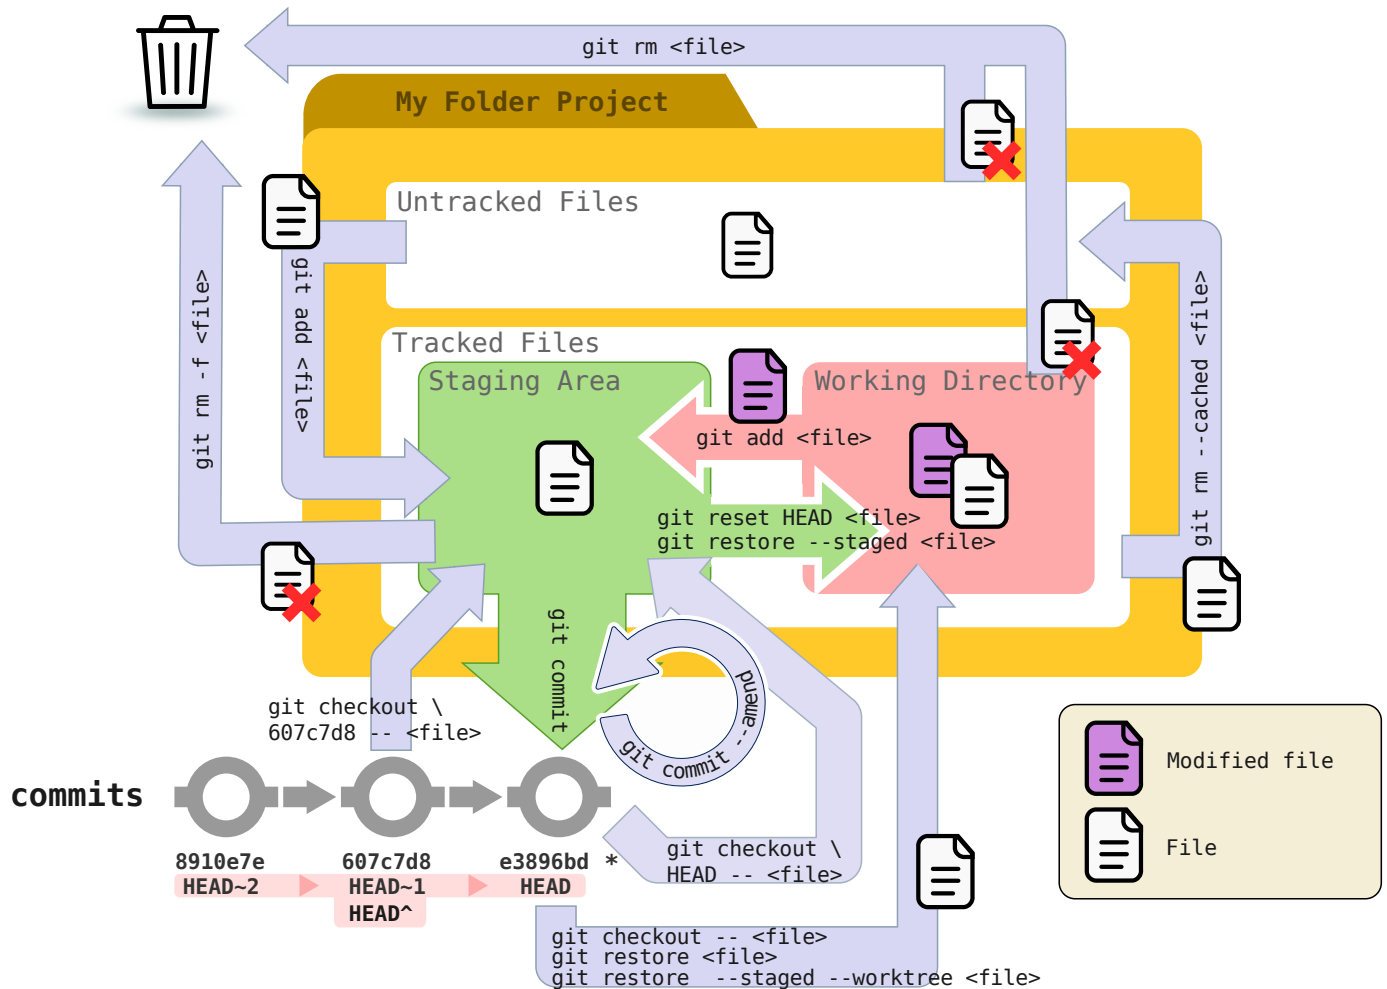 git rm <file>
My Folder Project
Untracked Files
git add <file>
git rm -f <file>
git rm --cached <file>
Tracked Files
Staging Area
Working Directory
git add <file>
git reset HEAD <file>
git restore --staged <file>
git commit
git commit --amend
git checkout \
607c7d8 -- <file>
commits
8910e7e
607c7d8
e3896bd *
HEAD~2
HEAD~1
HEAD
HEAD^
git checkout \
HEAD -- <file>
git checkout -- <file>
git restore <file>
git restore  --staged --worktree <file>
Modified file
File